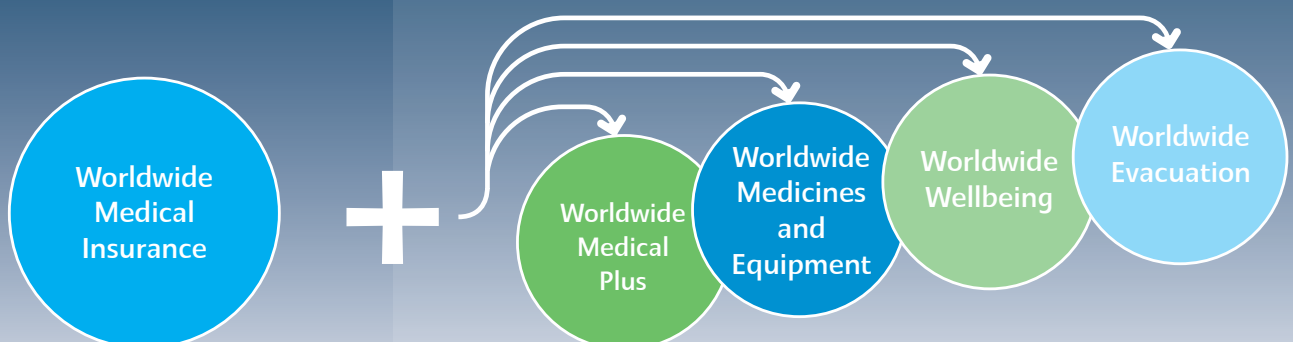 Worldwide
Medical
Insurance
+
Worldwide
Medical
Plus
Worldwide
Medicines
and
Equipment
Worldwide
Wellbeing
Worldwide
Evacuation